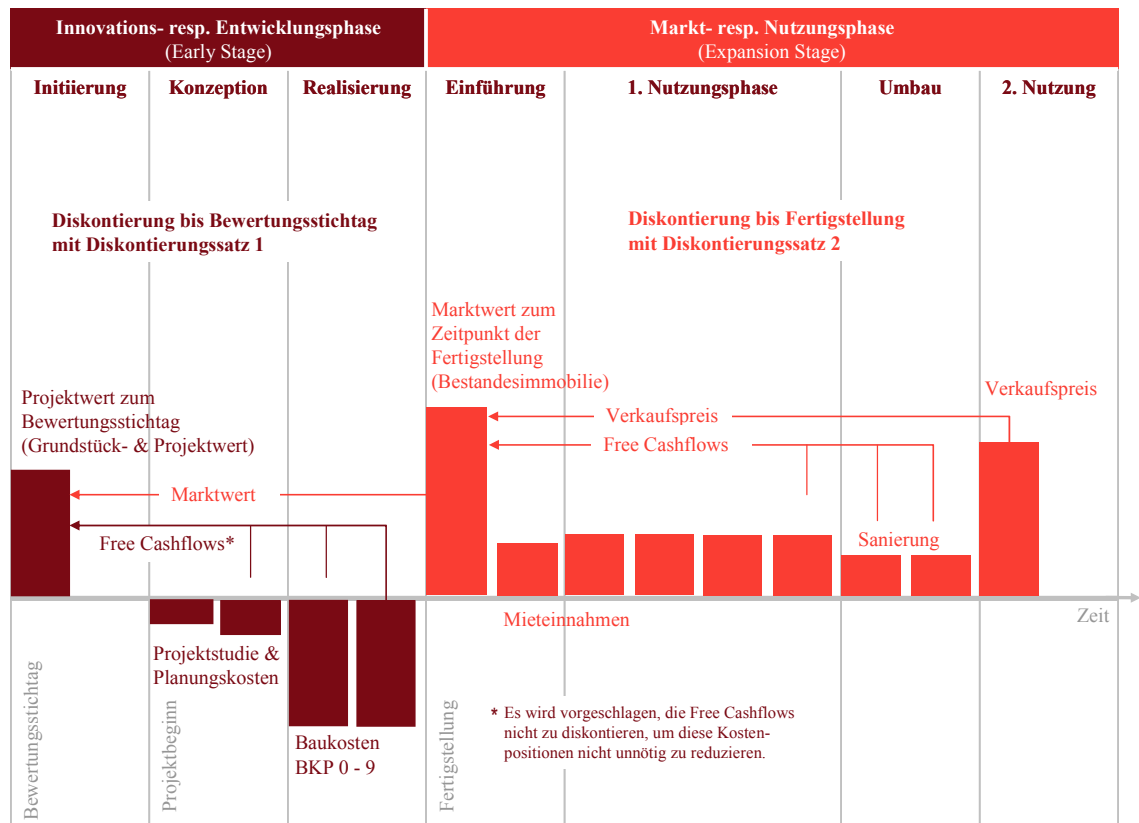 Innovations- resp. Entwicklungsphase
(Early Stage)
Markt- resp. Nutzungsphase
(Expansion Stage)
Initiierung
Konzeption
Realisierung
Einführung
1. Nutzungsphase
Umbau
2. Nutzung
Diskontierung bis Bewertungsstichtag
mit Diskontierungssatz 1
Diskontierung bis Fertigstellung
mit Diskontierungssatz 2
Marktwert zum
Zeitpunkt der
Fertigstellung
(Bestandesimmobilie)
Projektwert zum
Bewertungsstichtag
(Grundstück- & Projektwert)
Verkaufspreis
Verkaufspreis
Free Cashflows
Marktwert
Free Cashflows*
Sanierung
Mieteinnahmen
Zeit
Projektstudie &
Planungskosten
Baukosten
BKP 0 - 9
Bewertungsstichtag
Projektbeginn
Fertigstellung
* Es wird vorgeschlagen, die Free Cashflows
nicht zu diskontieren, um diese Kosten-
positionen nicht unnötig zu reduzieren.